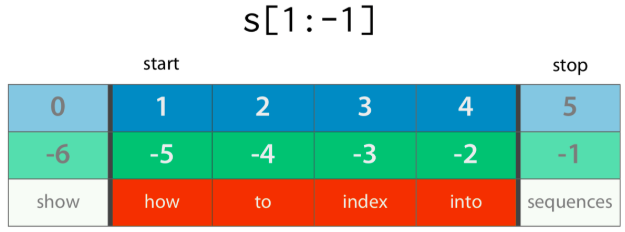 s[1:-1]
start stop
0 1 2 3 4 5
-6 -5 -4 -3 -2 -1
show how to index into sequences